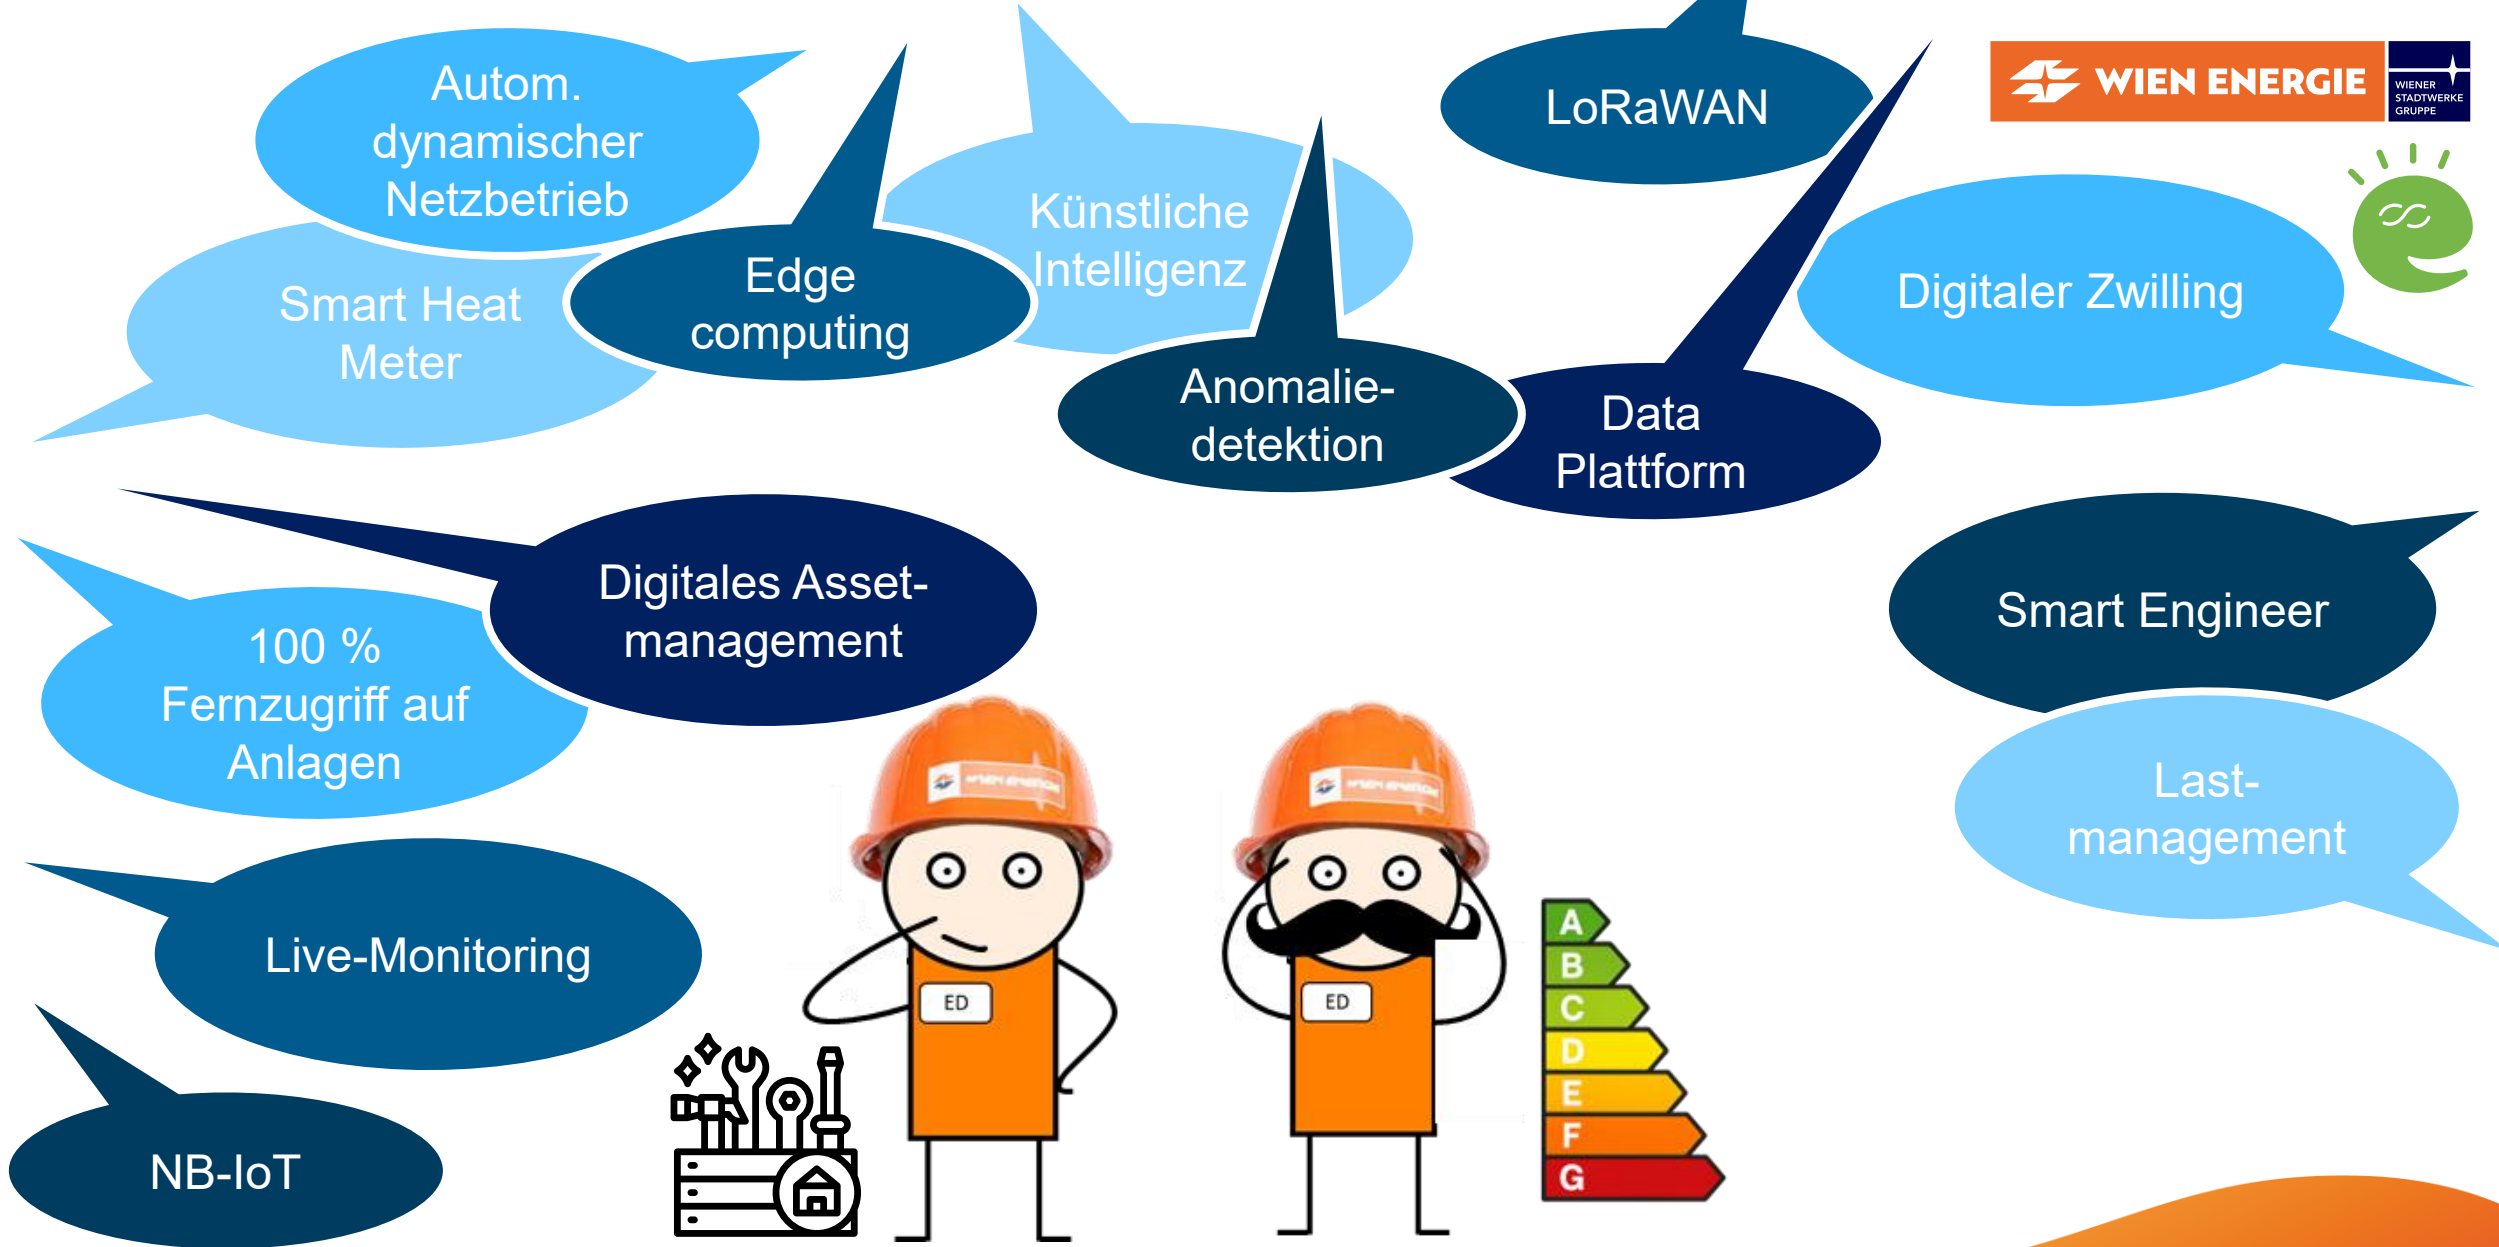 Autom.
dynamischer
Netzbetrieb
LoRaWAN
WIEN ENERGIE
WIENER
STADTWERKE
GRUPPE
Künstliche
Intelligenz
Edge
computing
Smart Heat
Meter
Digitaler Zwilling
Anomalie-
detektion
Data
Plattform
Digitales Asset-
management
Smart Engineer
100 %
Fernzugriff auf
Anlagen
Last-
management
Live-Monitoring
NB-IoT
ED
ED
A
B
C
D
E
F
G